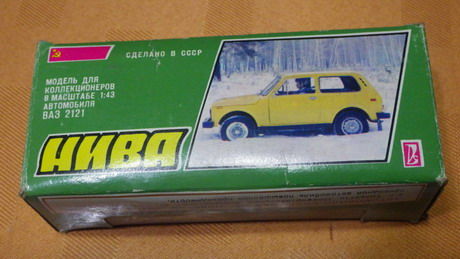 СДЕЛАНО В СССР
МОДЕЛЬ ДЛЯ
КОЛЛЕКЦИОНЕРОВ
В МАСШТАБЕ 1:43
АВТОМОБИЛЯ
ВАЗ 2121
НИВА